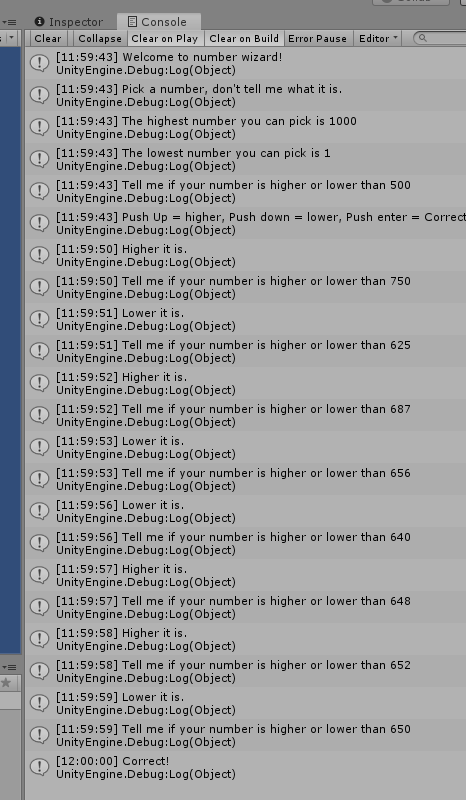 Inspector
Console
Clear Collapse Clear on Play Clear on Build Error Pause Editor
[11:59:43] Welcome to number wizard!
UnityEngine.Debug:Log(Object)
[11:59:43] Pick a number, don't tell me what it is.
UnityEngine.Debug:Log(Object)
[11:59:43] The highest number you can pick is 1000
UnityEngine.Debug:Log(Object)
[11:59:43] The lowest number you can pick is 1
UnityEngine.Debug:Log(Object)
[11:59:43] Tell me if your number is higher or lower than 500
UnityEngine.Debug:Log(Object)
[11:59:43] Push Up = higher, Push down = lower, Push enter = Correct
UnityEngine.Debug:Log(Object)
[11:59:50] Higher it is.
UnityEngine.Debug:Log(Object)
[11:59:50] Tell me if your number is higher or lower than 750
UnityEngine.Debug:Log(Object)
[11:59:51] Lower it is.
UnityEngine.Debug:Log(Object)
[11:59:51] Tell me if your number is higher or lower than 625
UnityEngine.Debug:Log(Object)
[11:59:52] Higher it is.
UnityEngine.Debug:Log(Object)
[11:59:52] Tell me if your number is higher or lower than 687
UnityEngine.Debug:Log(Object)
[11:59:53] Lower it is.
UnityEngine.Debug:Log(Object)
[11:59:53] Tell me if your number is higher or lower than 656
UnityEngine.Debug:Log(Object)
[11:59:56] Lower it is.
UnityEngine.Debug:Log(Object)
[11:59:56] Tell me if your number is higher or lower than 640
UnityEngine.Debug:Log(Object)
[11:59:57] Higher it is.
UnityEngine.Debug:Log(Object)
[11:59:57] Tell me if your number is higher or lower than 648
UnityEngine.Debug:Log(Object)
[11:59:58] Higher it is.
UnityEngine.Debug:Log(Object)
[11:59:58] Tell me if your number is higher or lower than 652
UnityEngine.Debug:Log(Object)
[11:59:59] Lower it is.
UnityEngine.Debug:Log(Object)
[11:59:59] Tell me if your number is higher or lower than 650
UnityEngine.Debug:Log(Object)
[12:00:00] Correct!
UnityEngine.Debug:Log(Object)